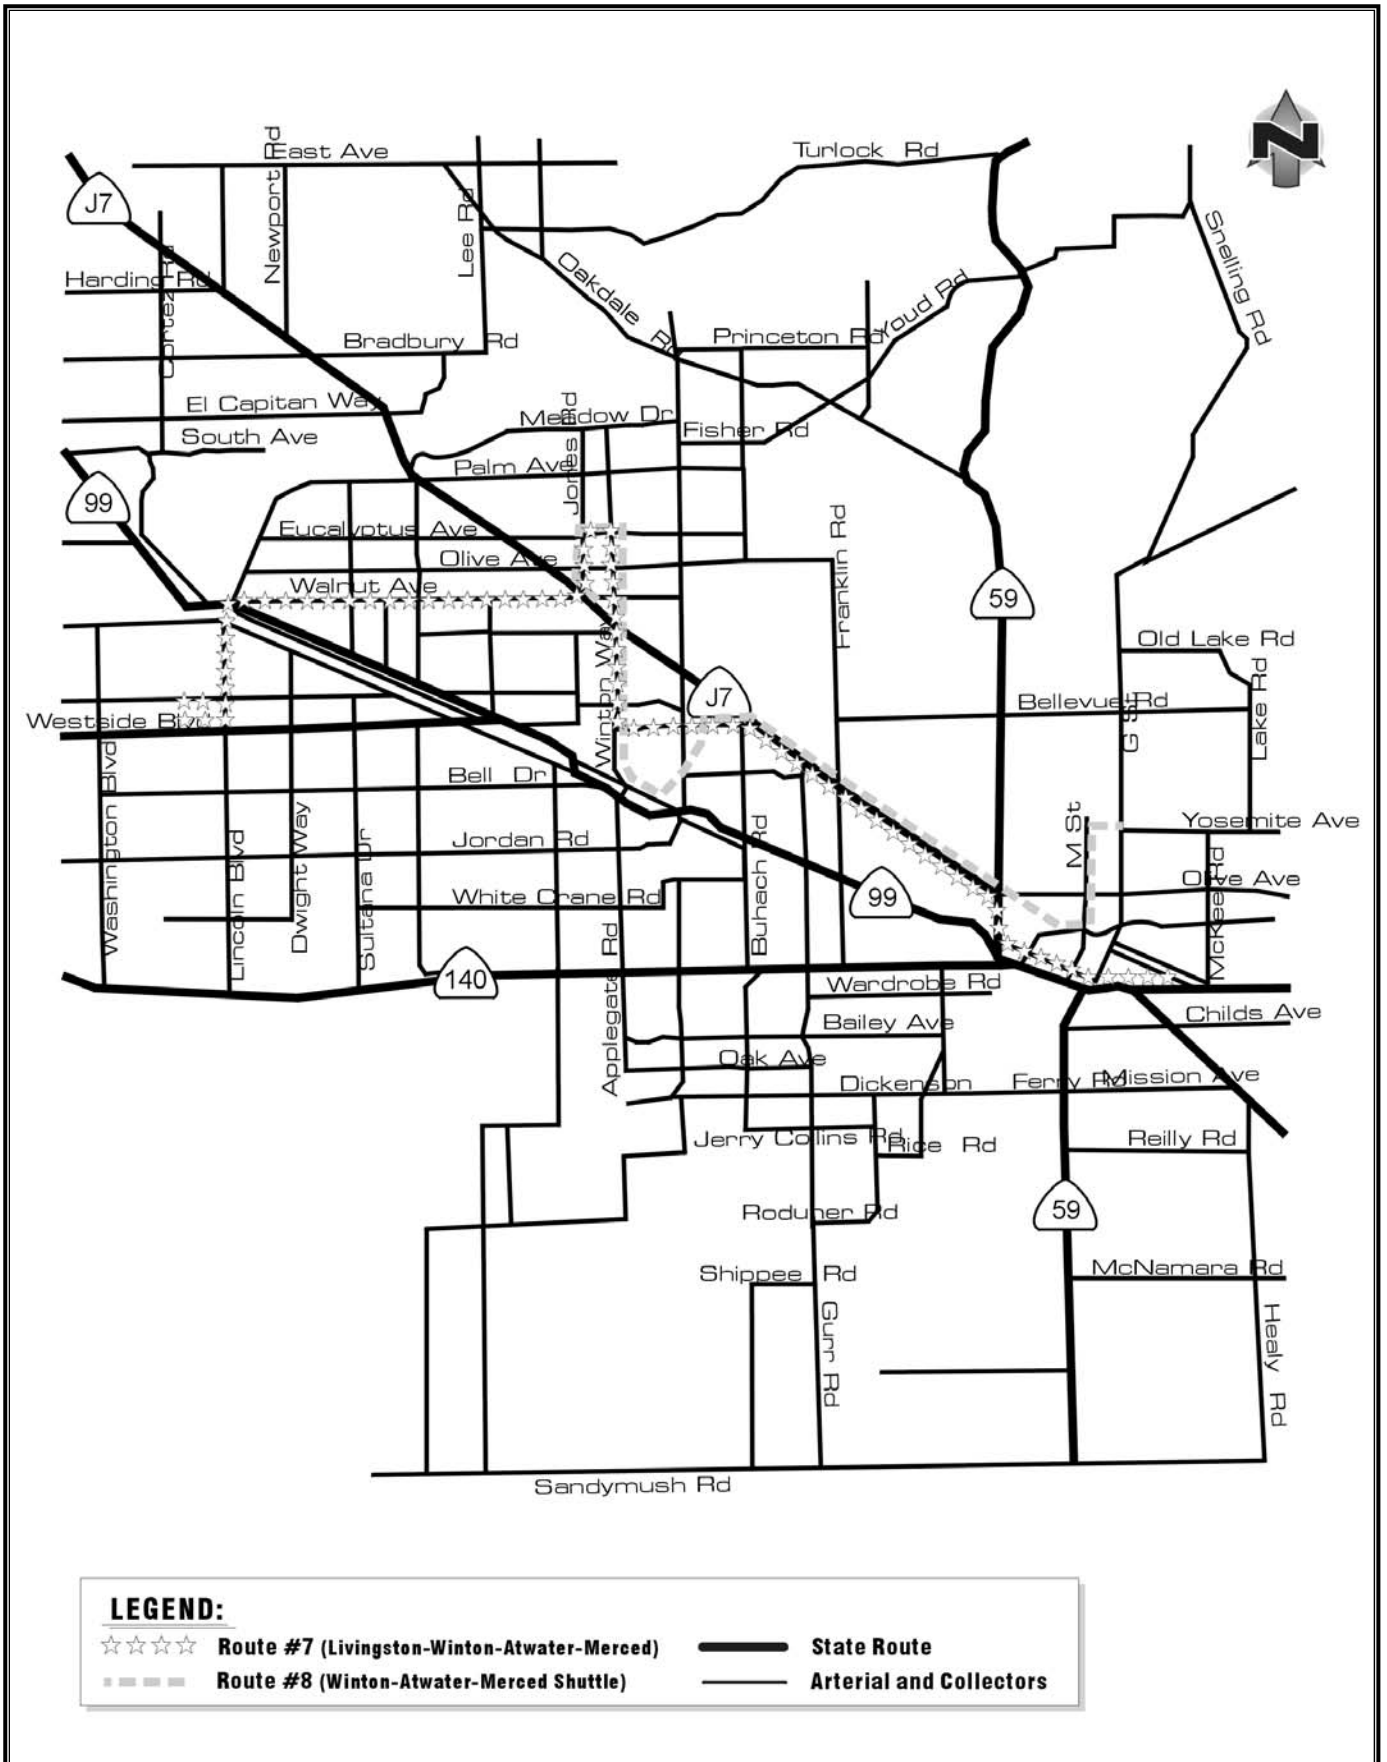 N
East Ave
Turlock Rd
J7
Newport Rd
Lee Rd
Snelling Rd
Harding Rd
Cortez Rd
Oakdale Rd
Youd Rd
Bradbury Rd
Princeton Rd
El Capitan Way
Jones Rd
Meadow Dr
Fisher Rd
South Ave
Palm Ave
99
Eucalyptus Ave
Franklin Rd
Olive Ave
Walnut Ave
59
Old Lake Rd
Winton Way
J7
Bellevue Rd
G St
Lake Rd
Westside Blvd
Washington Blvd
Bell Dr
M St
Yosemite Ave
Lincoln Blvd
Dwight Way
Sultana Dr
Jordan Rd
Buhach Rd
McKee Rd
White Crane Rd
99
Olive Ave
140
Applegate Rd
Wardrobe Rd
Bailey Ave
Childs Ave
Oak Ave
Dickenson Ferry Rd
Mission Ave
Jerry Collins Rd
Rice Rd
Reilly Rd
Roduner Rd
59
Shippee Rd
McNamara Rd
Gurr Rd
Healy Rd
Sandymush Rd
LEGEND:
Route #7 (Livingston-Winton-Atwater-Merced)
State Route
Route #8 (Winton-Atwater-Merced Shuttle)
Arterial and Collectors